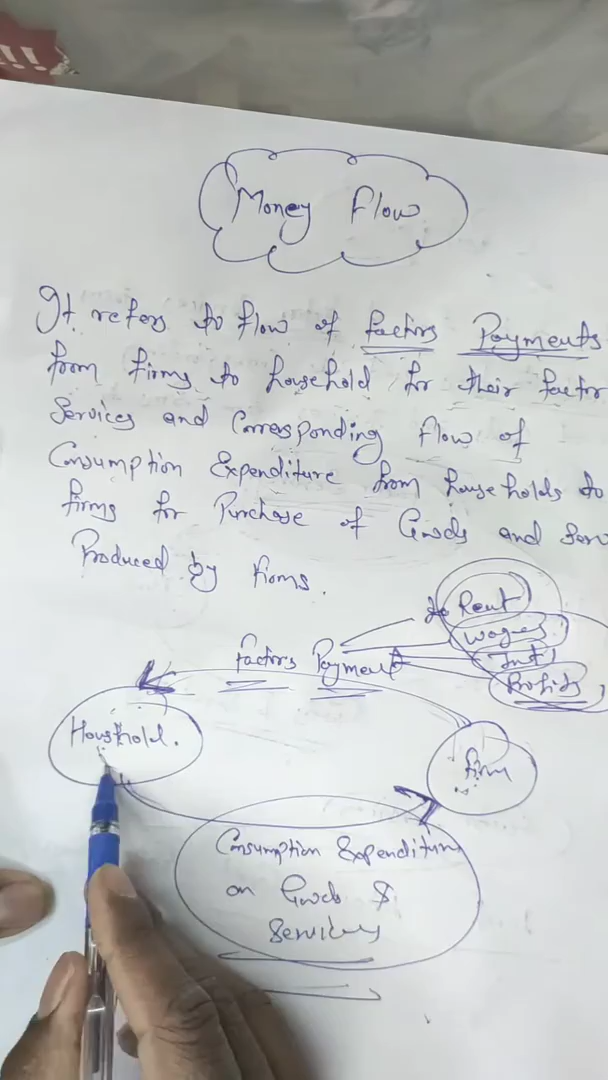 !!
Money Flow
It refers to flow of factors Payments
from firms to household for their factor
Services and Corresponding flow of
Consumption Expenditure from households to
firms for Purchase of Goods and Serv
Produced by firms.
Rent
wages
Int
Profits
Factors Payment
Household.
firm
Consumption Expenditure
on Goods &
Services